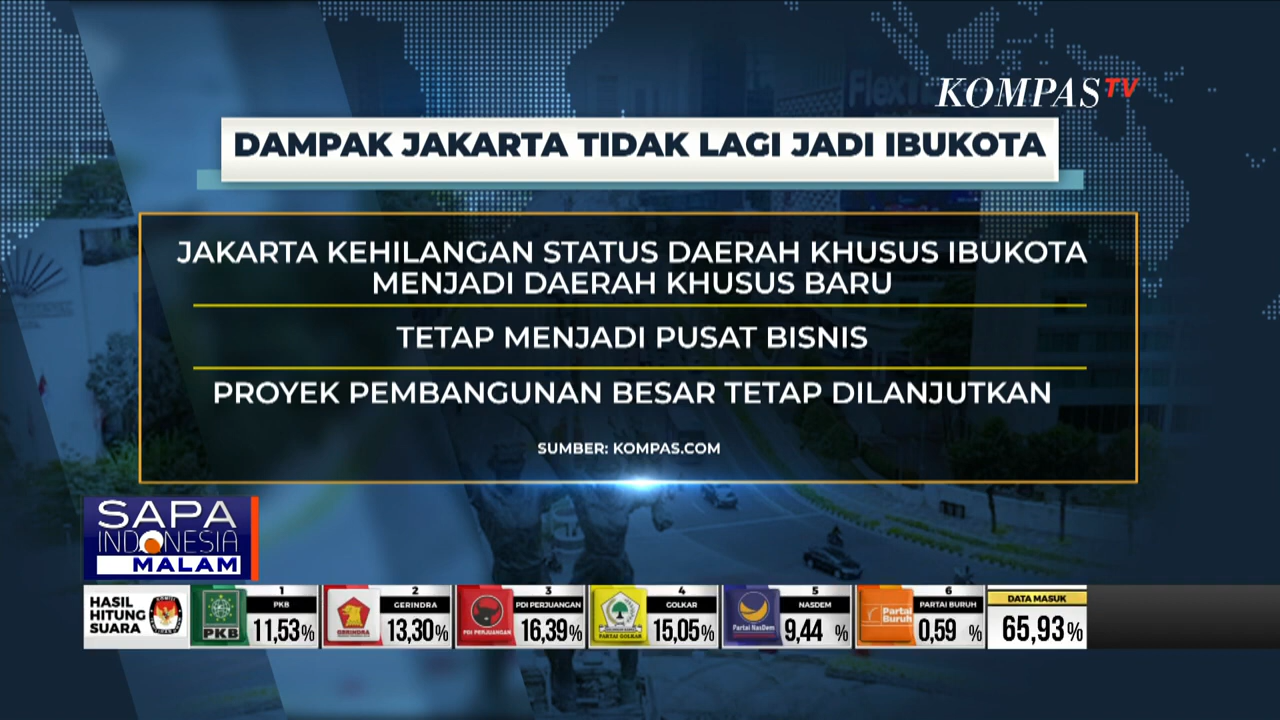 Flex
KOMPAS TV
DAMPAK JAKARTA TIDAK LAGI JADI IBUKOTA
JAKARTA KEHILANGAN STATUS DAERAH KHUSUS IBUKOTA
MENJADI DAERAH KHUSUS BARU
TETAP MENJADI PUSAT BISNIS
PROYEK PEMBANGUNAN BESAR TETAP DILANJUTKAN
SUMBER: KOMPAS.COM
SAPA
INDONESIA
MALAM
HASIL
HITUNG
SUARA
PKB
1
PKB
11,53%
GERINDRA
2
GERINDRA
13,30%
PDI PERJUANGAN
3
PDI PERJUANGAN
16,39%
PARTAI GOLKAR
4
GOLKAR
15,05%
Partai NasDem
5
NASDEM
9,44 %
Partai
Buruh
6
PARTAI BURUH
0,59 %
DATA MASUK
65,93%